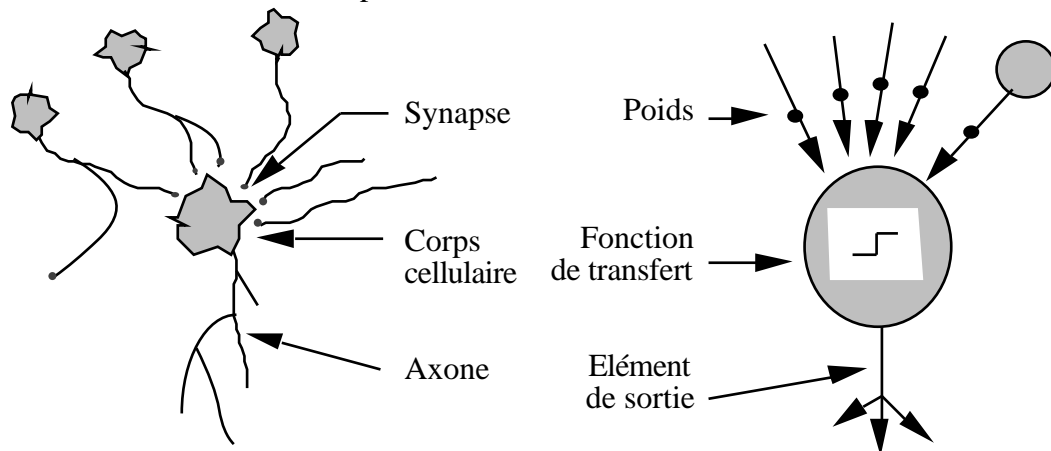 Synapse
Corps
cellulaire
Axone
Poids
Fonction
de transfert
Elément
de sortie